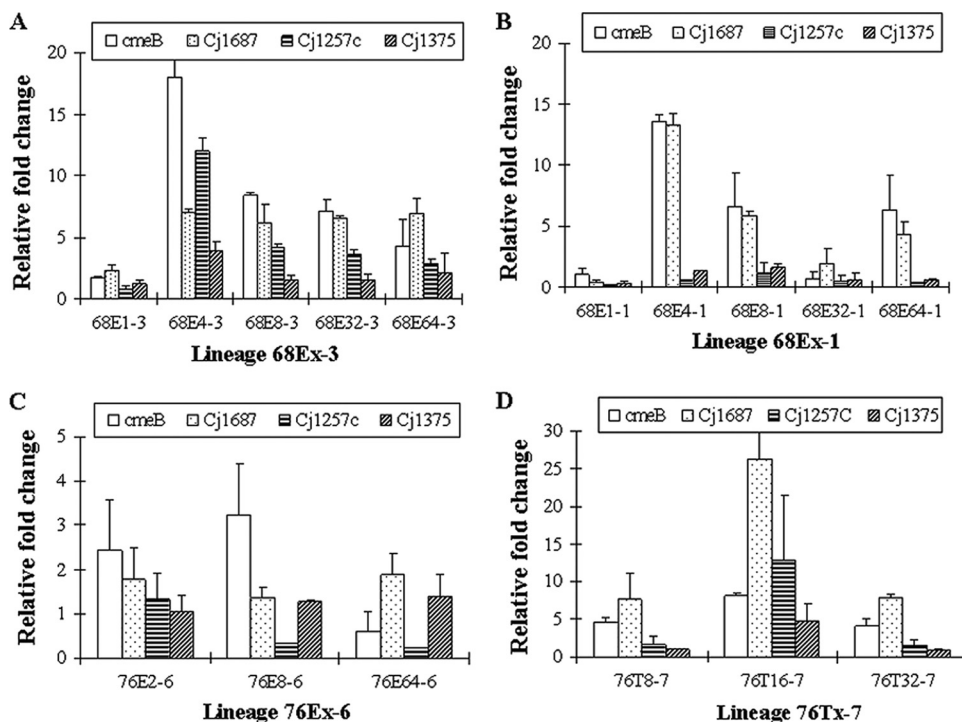 A
cmeB Cj1687 Cj1257c Cj1375
Relative fold change
20
15
10
5
0
68E1-3 68E4-3 68E8-3 68E32-3 68E64-3
Lineage 68Ex-3
B
cmeB Cj1687 Cj1257c Cj1375
Relative fold change
20
15
10
5
0
68E1-1 68E4-1 68E8-1 68E32-1 68E64-1
Lineage 68Ex-1
C
cmeB Cj1687 Cj1257c Cj1375
Relative fold change
5
4
3
2
1
0
76E2-6 76E8-6 76E64-6
Lineage 76Ex-6
D
cmeB Cj1687 Cj1257C Cj1375
Relative fold change
30
25
20
15
10
5
0
76T8-7 76T16-7 76T32-7
Lineage 76Tx-7